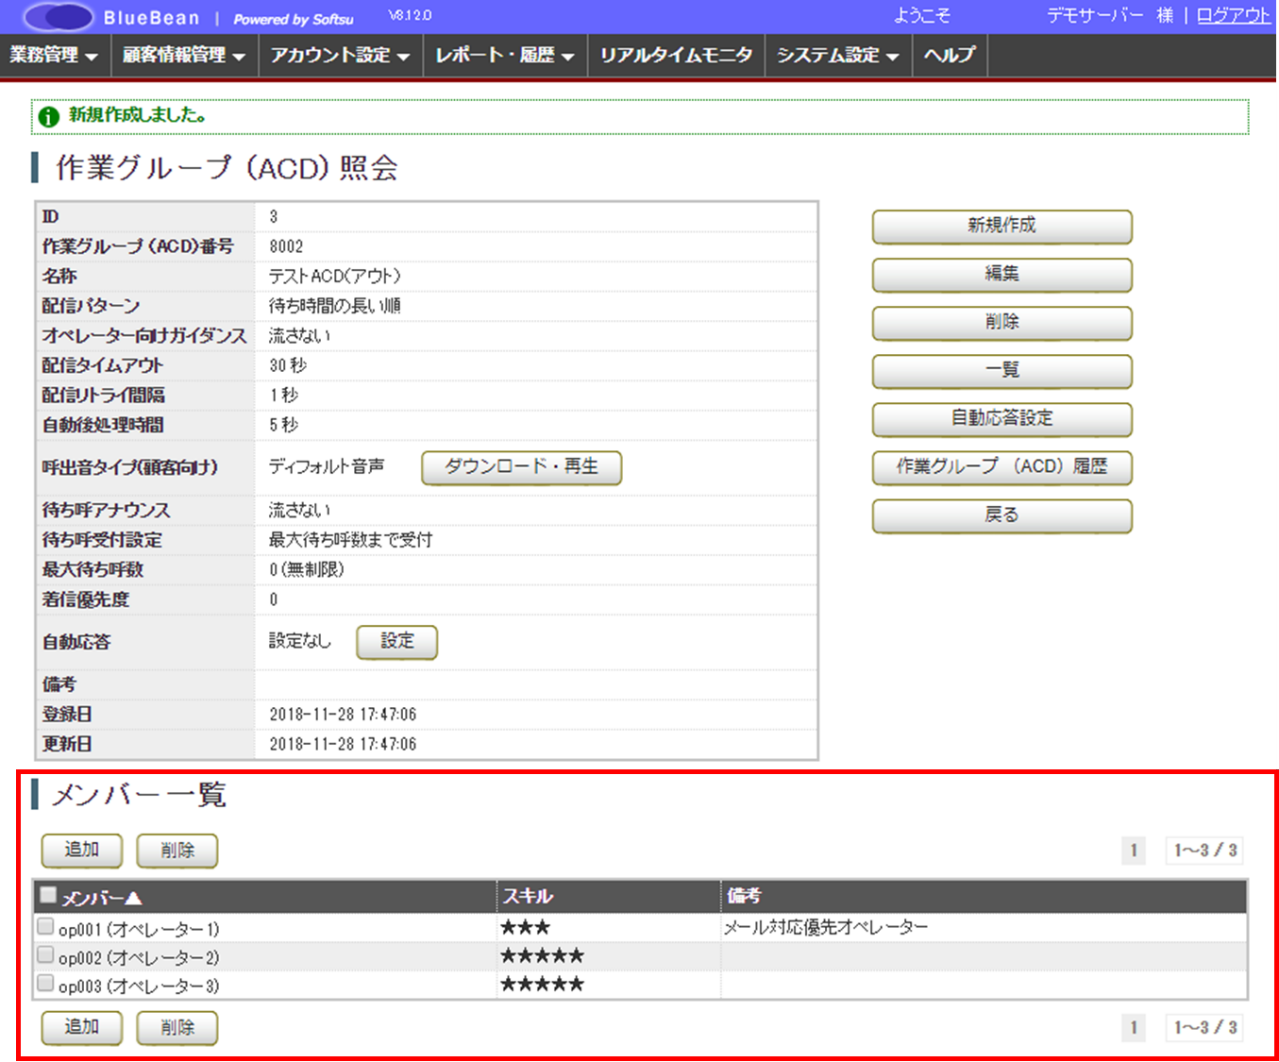 BlueBean | Powered by Softsu V8.12.0 ようこそ デモサーバー 様 | ログアウト
業務管理 顧客情報管理 アカウント設定 レポート・履歴 リアルタイムモニタ システム設定 ヘルプ
新規作成しました。
作業グループ (ACD) 照会
ID 3
作業グループ (ACD)番号 8002
名称 テストACD(アウト)
配信パターン 待ち時間の長い順
オペレーター向けガイダンス 流さない
配信タイムアウト 30 秒
配信リトライ間隔 1 秒
自動後処理時間 5 秒
呼出音タイプ(顧客向け) ディフォルト音声 ダウンロード・再生
待ち呼アナウンス 流さない
待ち呼受付設定 最大待ち呼数まで受付
最大待ち呼数 0 (無制限)
着信優先度 0
自動応答 設定なし 設定
備考
登録日 2018-11-28 17:47:06
更新日 2018-11-28 17:47:06
新規作成
編集
削除
一覧
自動応答設定
作業グループ (ACD) 履歴
戻る
メンバー 一覧
追加 削除 1 1～3 / 3
メンバー▲ スキル 備考
op001 (オペレーター1) ★★★ メール対応優先オペレーター
op002 (オペレーター2) ★★★★★
op003 (オペレーター3) ★★★★★
追加 削除 1 1～3 / 3